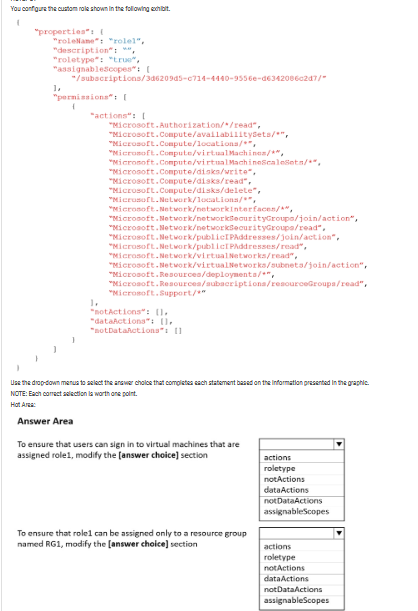 You configure the custom role shown in the following exhibit.
{
"properties": {
"roleName": "role1",
"description": "",
"roletype": "true",
"assignableScopes": [
"/subscriptions/3d6209d5-c714-4440-9556e-d6342086c2d7/"
],
"permissions": [
{
"actions": [
"Microsoft.Authorization/*/read",
"Microsoft.Compute/availabilitySets/*",
"Microsoft.Compute/locations/*",
"Microsoft.Compute/virtualMachines/*",
"Microsoft.Compute/virtualMachineScaleSets/*",
"Microsoft.Compute/disks/write",
"Microsoft.Compute/disks/read",
"Microsoft.Compute/disks/delete",
"Microsoft.Network/locations/*",
"Microsoft.Network/networkInterfaces/*",
"Microsoft.Network/networkSecurityGroups/join/action",
"Microsoft.Network/networkSecurityGroups/read",
"Microsoft.Network/publicIPAddresses/join/action",
"Microsoft.Network/publicIPAddresses/read",
"Microsoft.Network/virtualNetworks/read",
"Microsoft.Network/virtualNetworks/subnets/join/action",
"Microsoft.Resources/deployments/*",
"Microsoft.Resources/subscriptions/resourceGroups/read",
"Microsoft.Support/*"
],
"notActions": [],
"dataActions": [],
"notDataActions": []
}
]
}
}
Use the drop-down menus to select the answer choice that completes each statement based on the information presented in the graphic.
NOTE: Each correct selection is worth one point.
Hot Area:
Answer Area
To ensure that users can sign in to virtual machines that are
assigned role1, modify the [answer choice] section
actions
roletype
notActions
dataActions
notDataActions
assignableScopes
To ensure that role1 can be assigned only to a resource group
named RG1, modify the [answer choice] section
actions
roletype
notActions
dataActions
notDataActions
assignableScopes